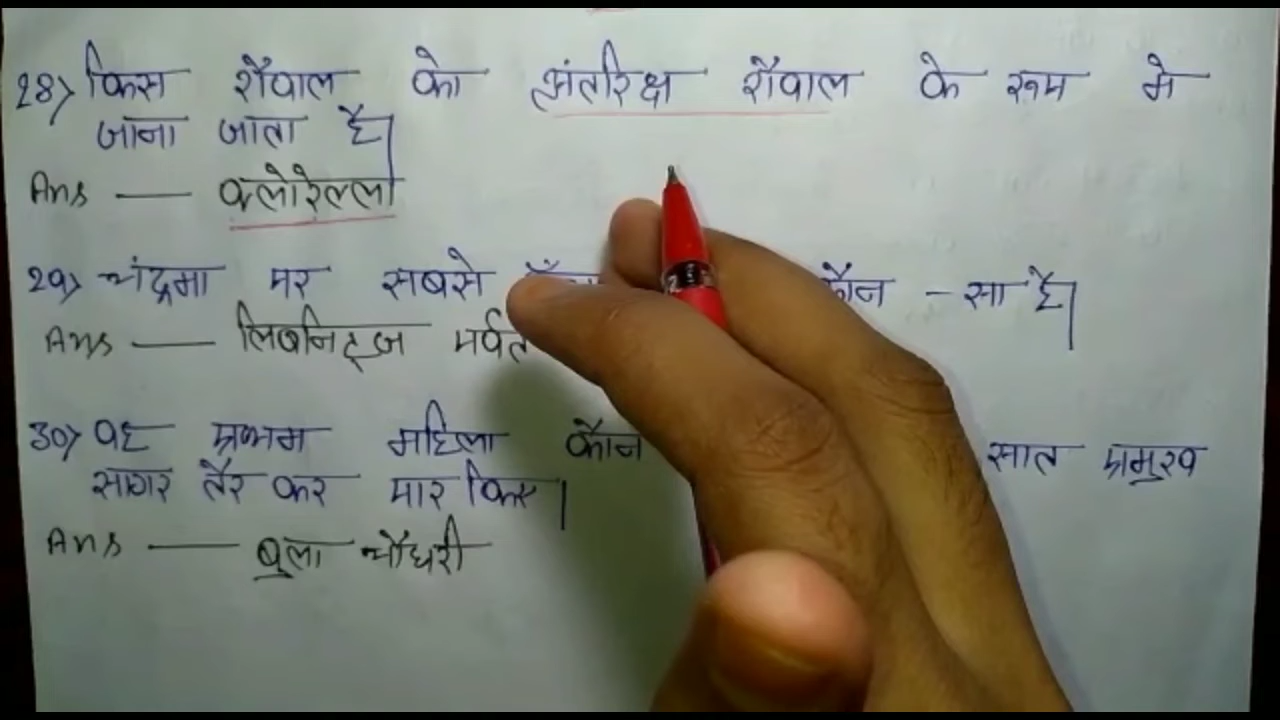 28) किस शैवाल को अंतरिक्ष शैवाल के रूप मे
जाना जाता है।
Ans — क्लोरेल्ला
29) चंद्रमा पर सबसे कौन - सा है।
Ans — लिबनिट्ज पर्वत
30) वह प्रथम महिला कौन सात प्रमुख
सागर तैर कर पार किए।
Ans — बुला चौधरी